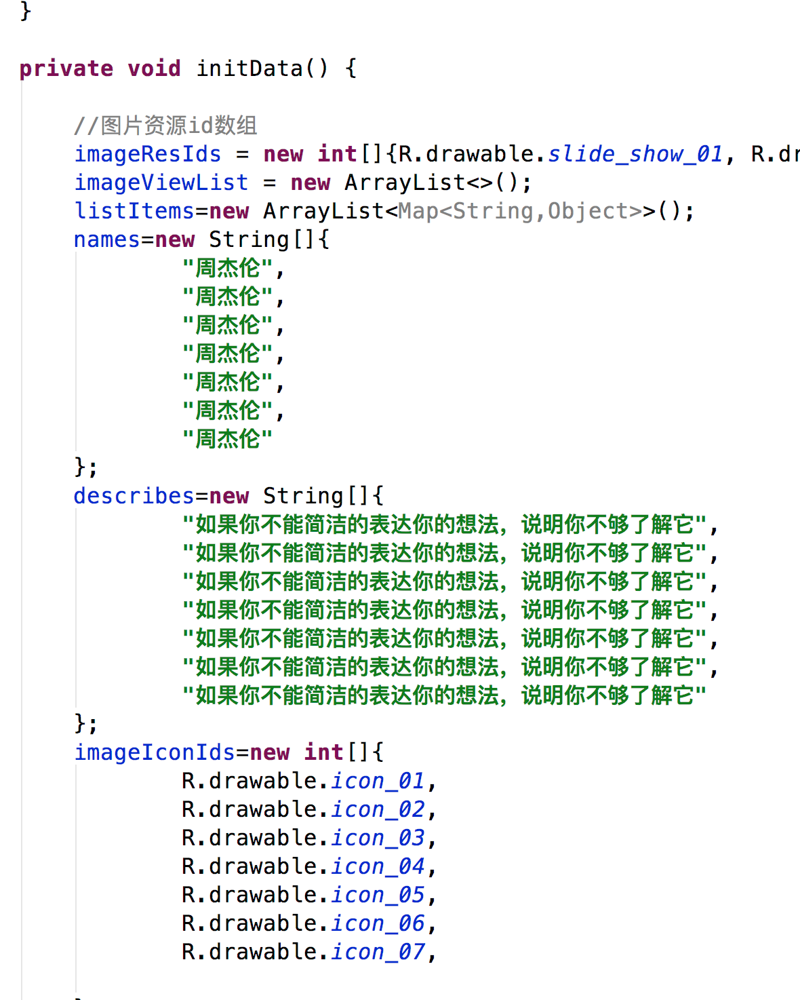 }
private void initData() {
//图片资源id数组
imageResIds = new int[]{R.drawable.slide_show_01, R.dr
imageViewList = new ArrayList<>();
listItems=new ArrayList<Map<String,Object>>();
names=new String[]{
"周杰伦",
"周杰伦",
"周杰伦",
"周杰伦",
"周杰伦",
"周杰伦",
"周杰伦"
};
describes=new String[]{
"如果你不能简洁的表达你的想法，说明你不够了解它",
"如果你不能简洁的表达你的想法，说明你不够了解它",
"如果你不能简洁的表达你的想法，说明你不够了解它",
"如果你不能简洁的表达你的想法，说明你不够了解它",
"如果你不能简洁的表达你的想法，说明你不够了解它",
"如果你不能简洁的表达你的想法，说明你不够了解它",
"如果你不能简洁的表达你的想法，说明你不够了解它"
};
imageIconIds=new int[]{
R.drawable.icon_01,
R.drawable.icon_02,
R.drawable.icon_03,
R.drawable.icon_04,
R.drawable.icon_05,
R.drawable.icon_06,
R.drawable.icon_07,